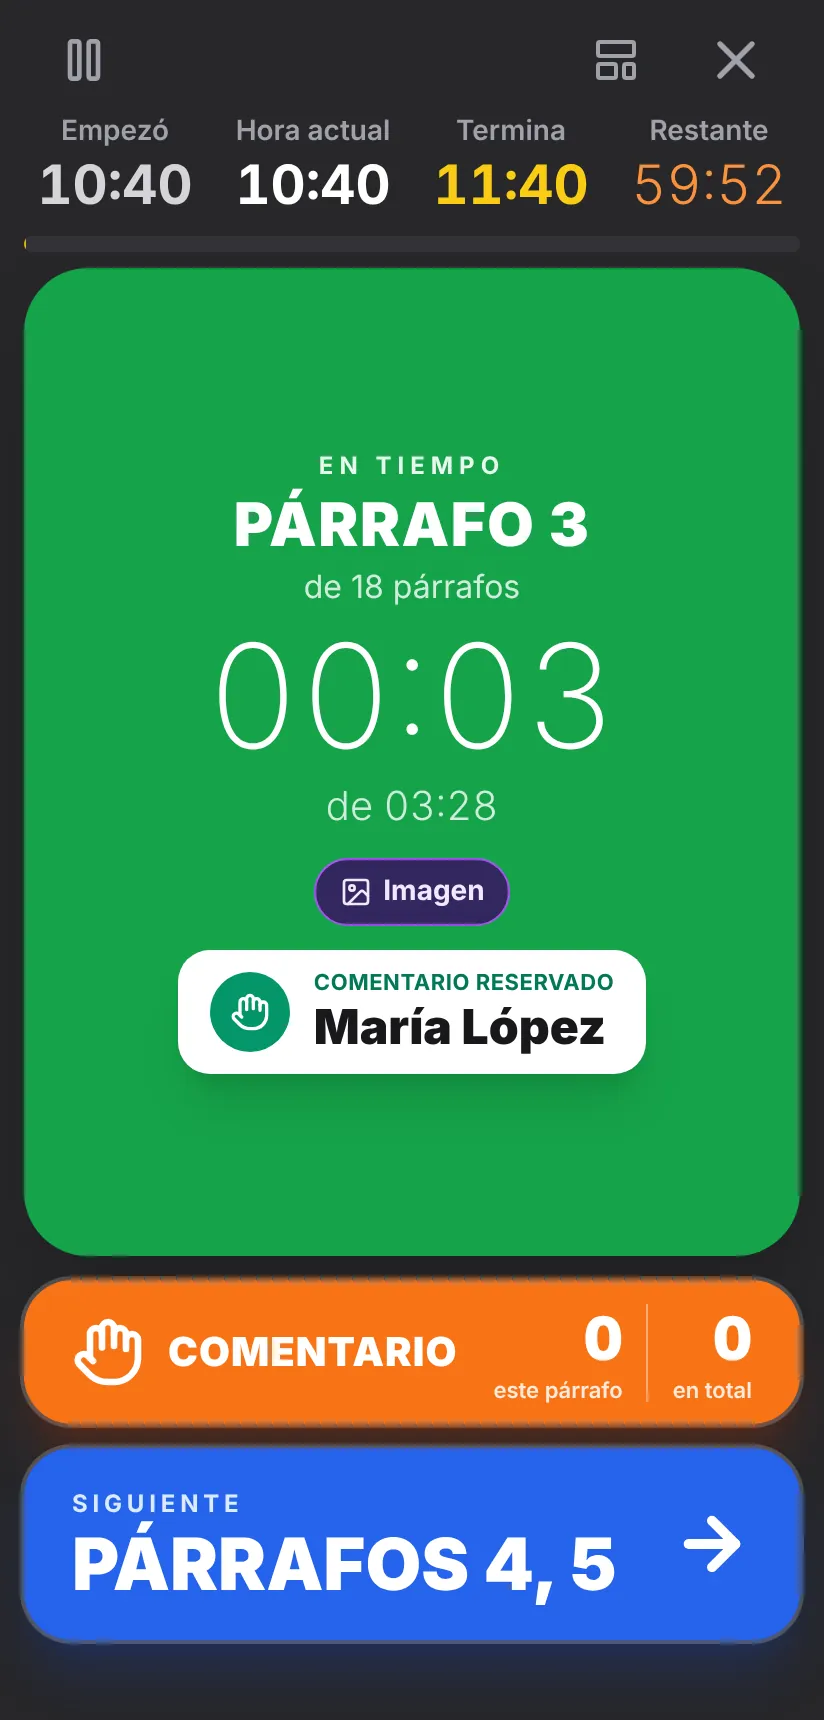 Empezó Hora actual Termina Restante
10:40 10:40 11:40 59:52
EN TIEMPO
PÁRRAFO 3
de 18 párrafos
00:03
de 03:28
Imagen
COMENTARIO RESERVADO
María López
COMENTARIO
0 0
este párrafo en total
SIGUIENTE
PÁRRAFOS 4, 5